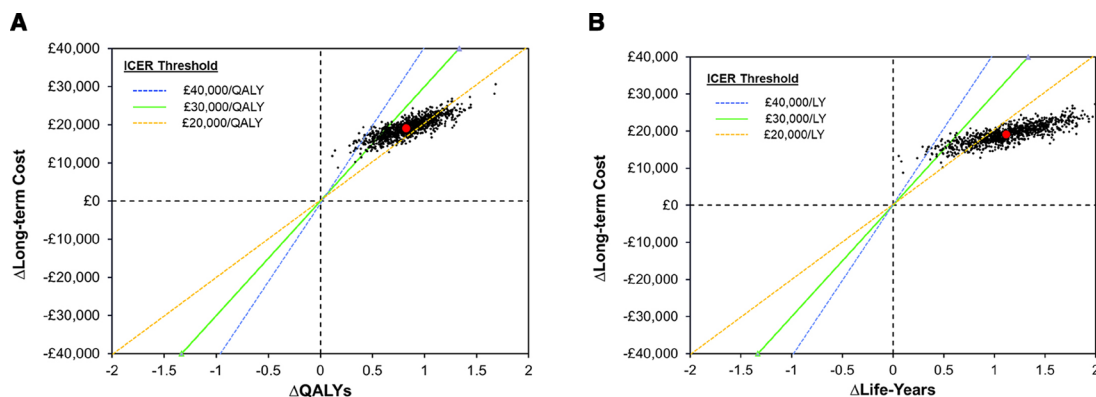 A
£40,000
£30,000
£20,000
£10,000
£0
-£10,000
-£20,000
-£30,000
-£40,000
ΔLong-term Cost
ICER Threshold
£40,000/QALY
£30,000/QALY
£20,000/QALY
-2
-1.5
-1
-0.5
0
0.5
1
1.5
2
ΔQALYs
B
£40,000
£30,000
£20,000
£10,000
£0
-£10,000
-£20,000
-£30,000
-£40,000
ΔLong-term Cost
ICER Threshold
£40,000/LY
£30,000/LY
£20,000/LY
-2
-1.5
-1
-0.5
0
0.5
1
1.5
2
ΔLife-Years